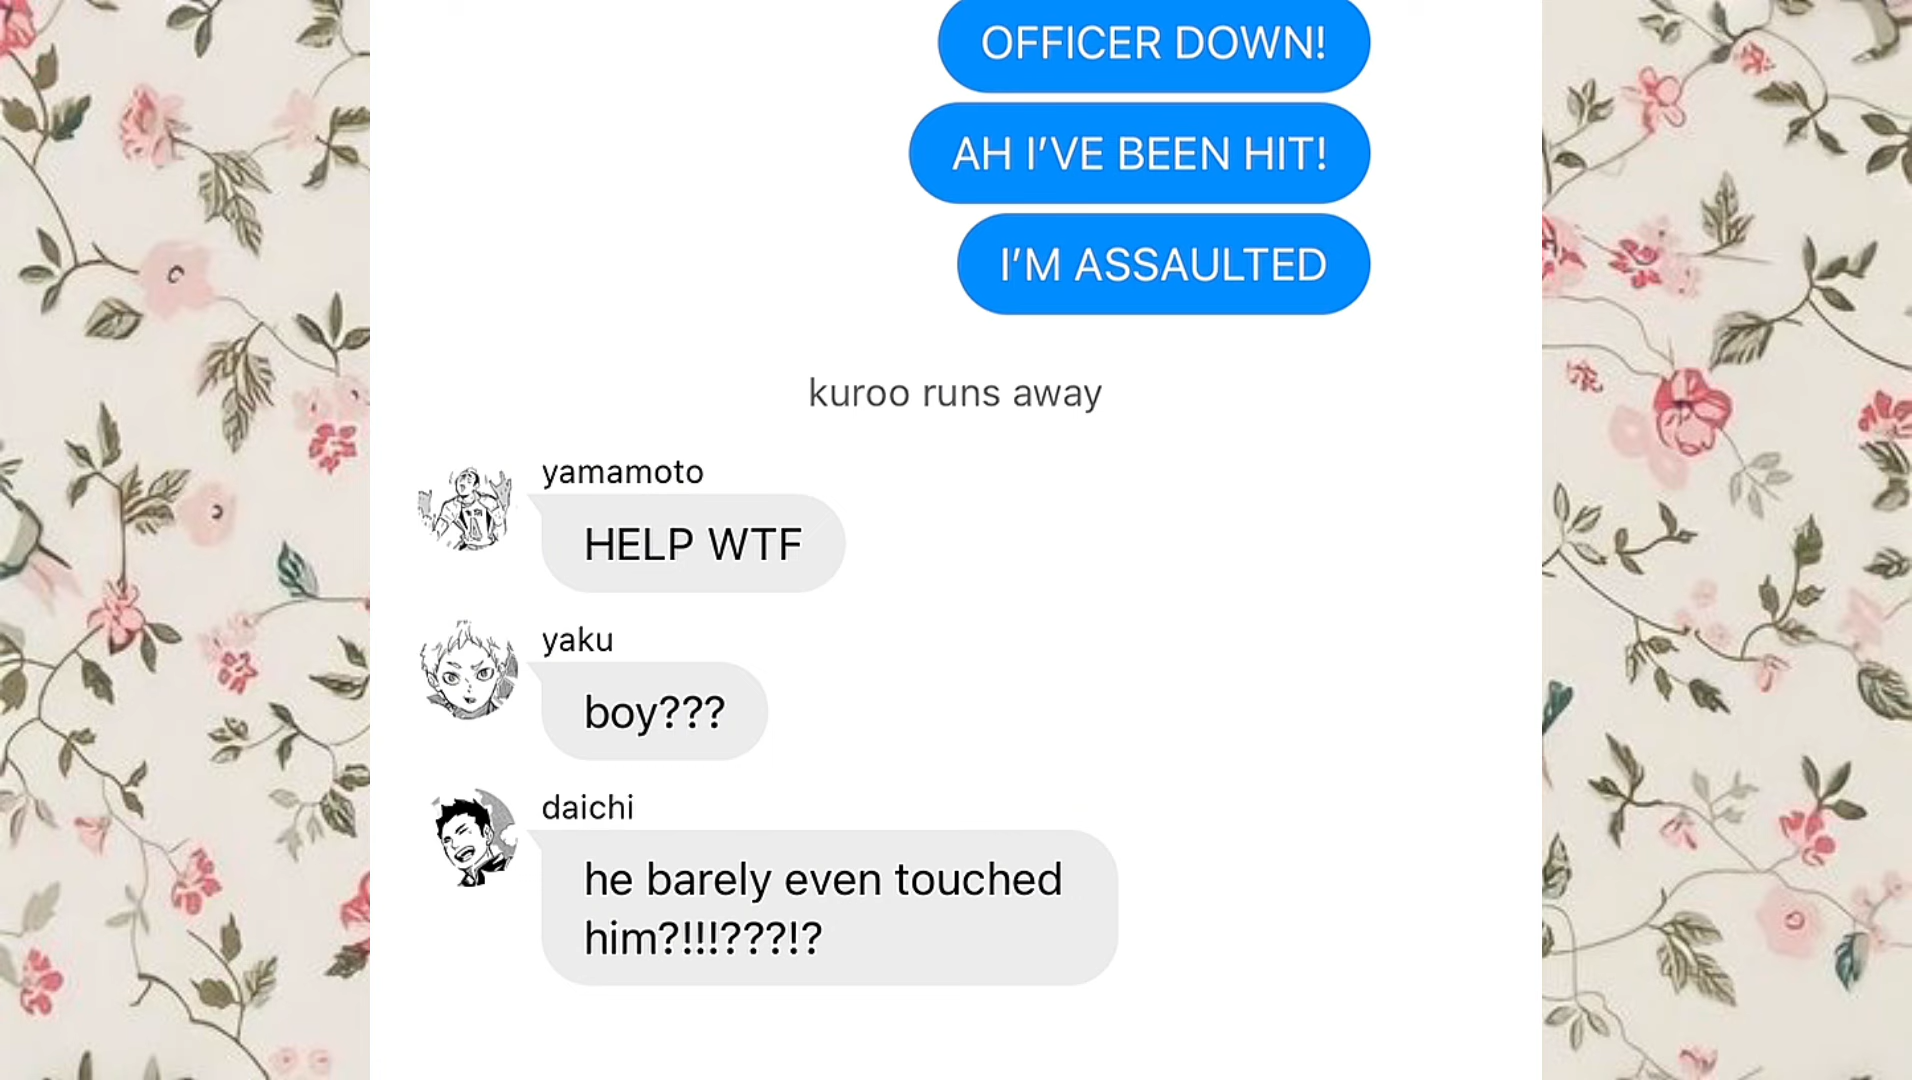 OFFICER DOWN!
AH I'VE BEEN HIT!
I'M ASSAULTED
kuroo runs away
yamamoto
HELP WTF
yaku
boy???
daichi
he barely even touched
him?!!!???!?